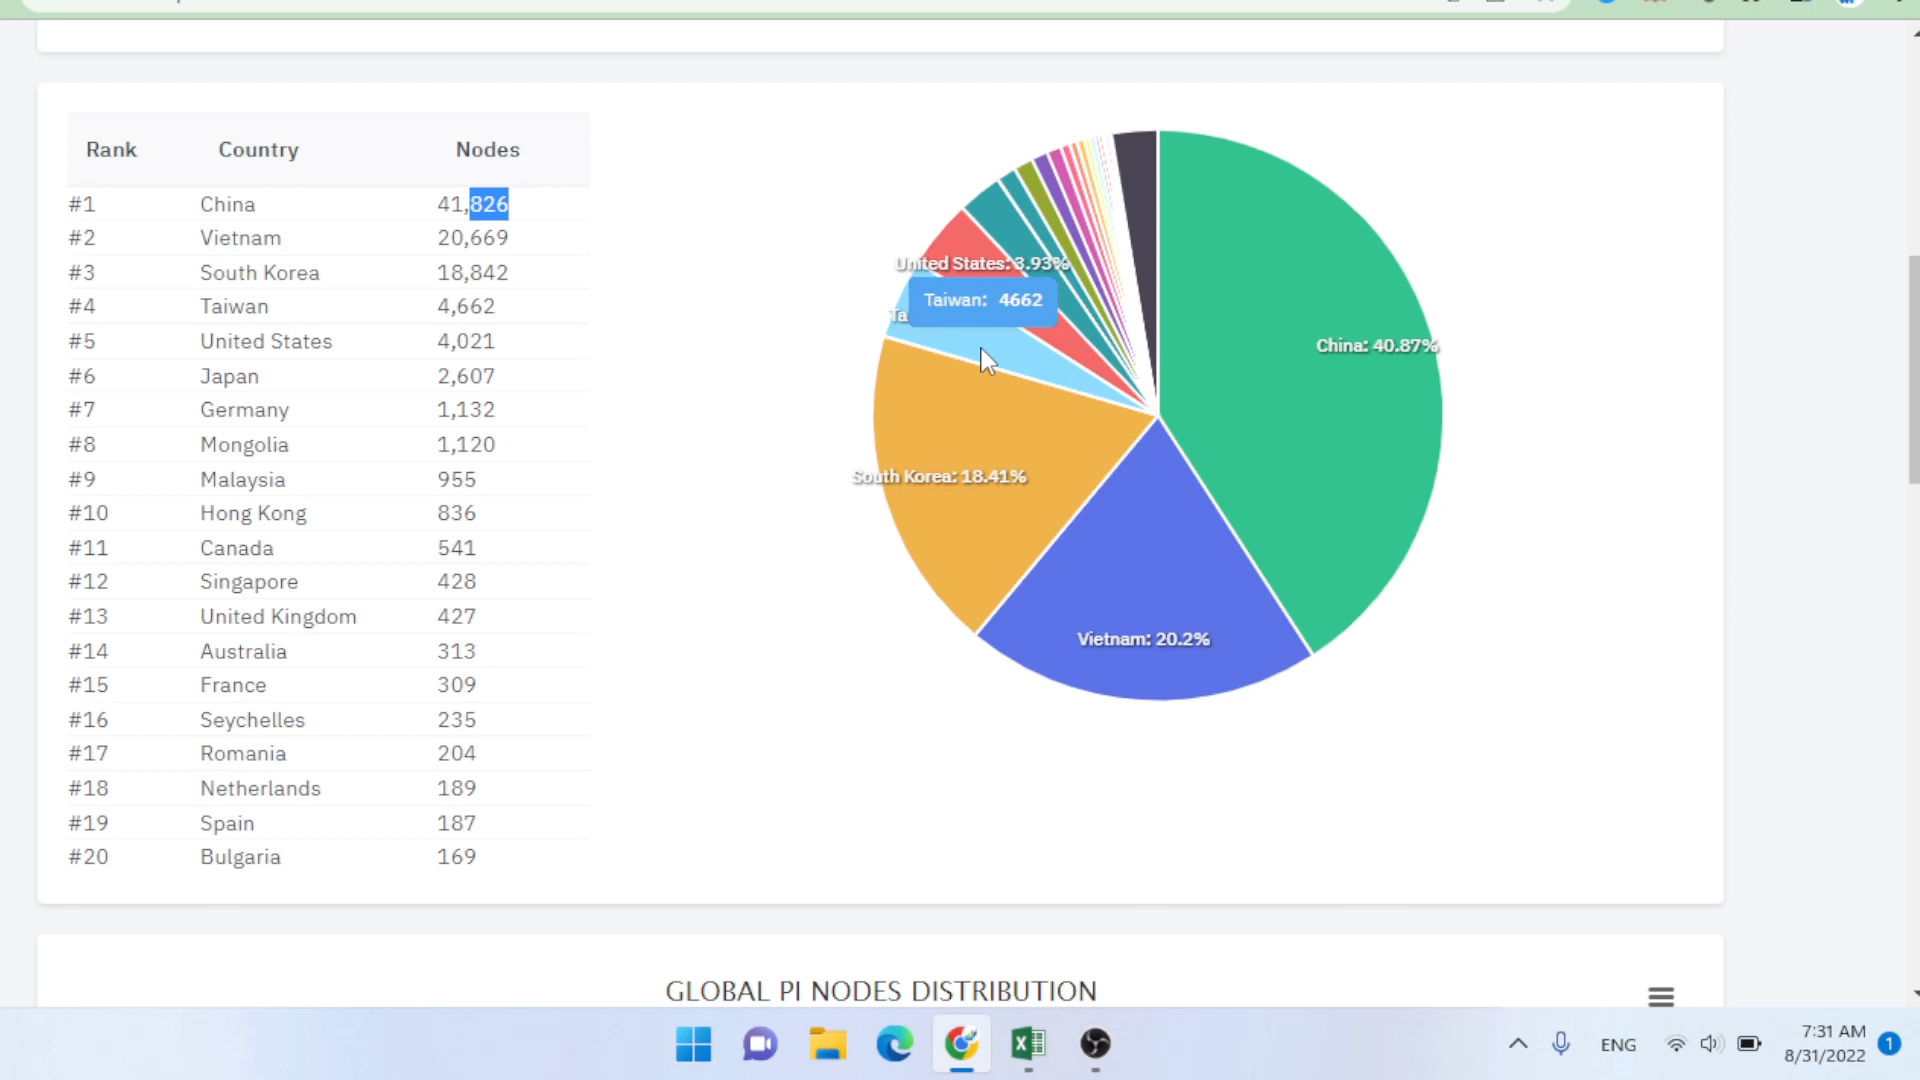 Rank Country Nodes
#1 China 41,826
#2 Vietnam 20,669
#3 South Korea 18,842
#4 Taiwan 4,662
#5 United States 4,021
#6 Japan 2,607
#7 Germany 1,132
#8 Mongolia 1,120
#9 Malaysia 955
#10 Hong Kong 836
#11 Canada 541
#12 Singapore 428
#13 United Kingdom 427
#14 Australia 313
#15 France 309
#16 Seychelles 235
#17 Romania 204
#18 Netherlands 189
#19 Spain 187
#20 Bulgaria 169
United States: 3.93%
Taiwan: 4662
Ta
China: 40.87%
South Korea: 18.41%
Vietnam: 20.2%
GLOBAL PI NODES DISTRIBUTION
ENG
7:31 AM
8/31/2022
1